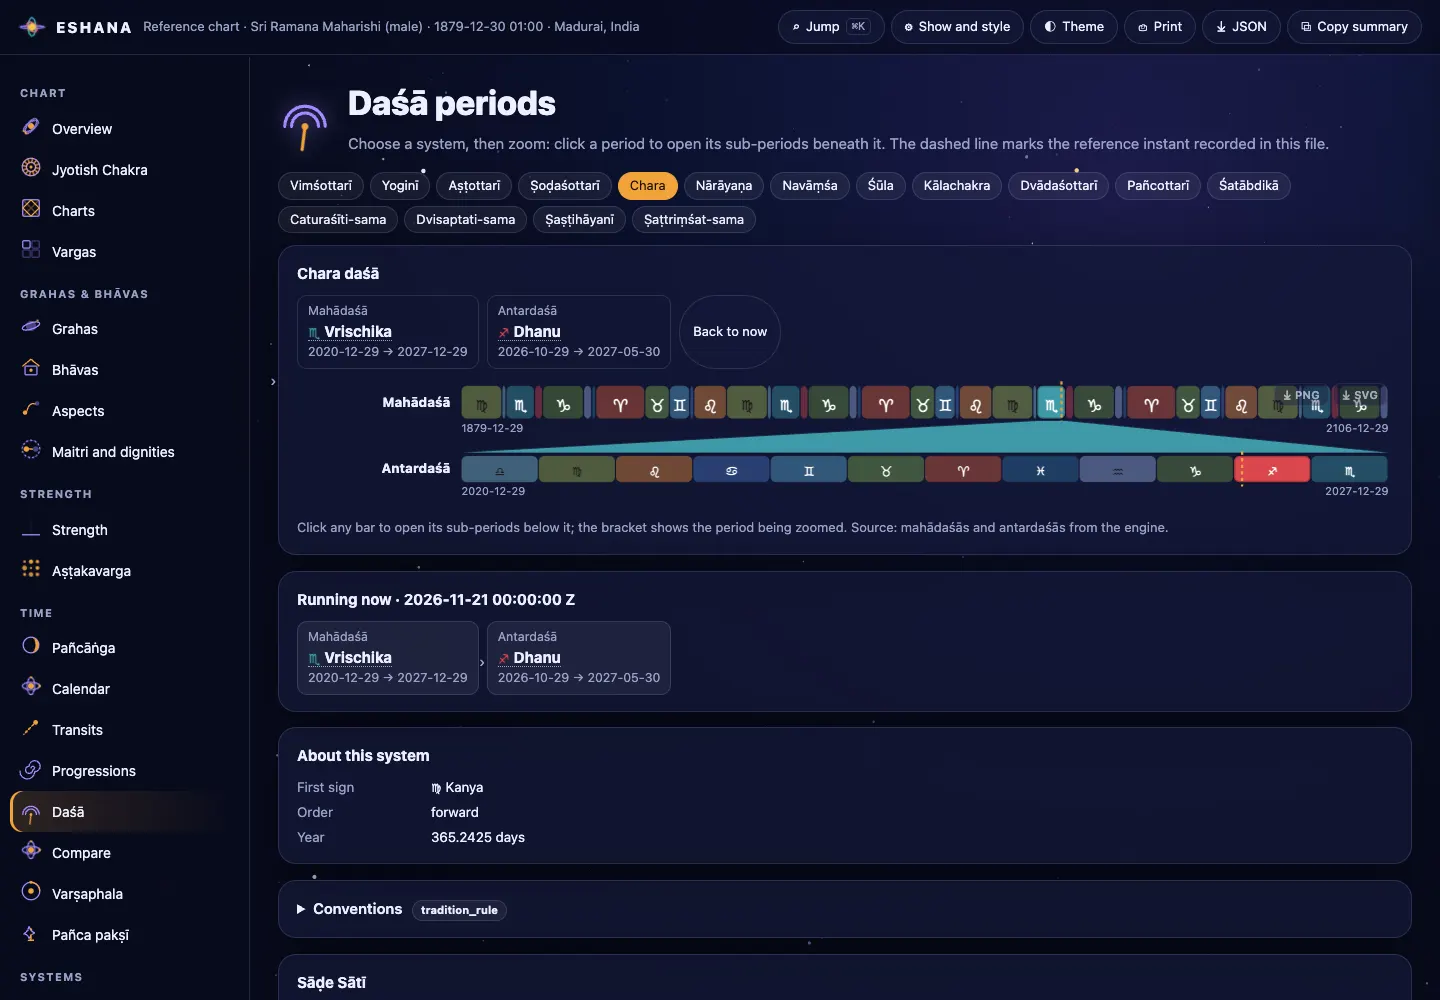 ESHANA Reference chart · Sri Ramana Maharishi (male) · 1879-12-30 01:00 · Madurai, India
Jump ⌘K
Show and style
Theme
Print
JSON
Copy summary
CHART
Overview
Jyotish Chakra
Charts
Vargas
GRAHAS & BHĀVAS
Grahas
Bhāvas
Aspects
Maitri and dignities
STRENGTH
Strength
Aṣṭakavarga
TIME
Pañcāṅga
Calendar
Transits
Progressions
Daśā
Compare
Varṣaphala
Pañca pakṣī
SYSTEMS
Daśā periods
Choose a system, then zoom: click a period to open its sub-periods beneath it. The dashed line marks the reference instant recorded in this file.
Viṁśottarī Yoginī Aṣṭottarī Ṣoḍaśottarī Chara Nārāyaṇa Navāṁśa Śūla Kālachakra Dvādaśottarī Pañcottarī Śatābdikā
Caturaśīti-sama Dvisaptati-sama Ṣaṣṭihāyanī Ṣaṭtriṁśat-sama
Chara daśā
Mahādaśā
♏ Vrischika
2020-12-29 → 2027-12-29
Antardaśā
♐ Dhanu
2026-10-29 → 2027-05-30
Back to now
Mahādaśā ♍ ♏ ♑ ♈ ♉ ♊ ♌ ♍ ♏ ♑ ♈ ♉ ♊ ♌ ♍ ♏ ♑ ♈ ♉ ♊ ♌ ♍ ♏ ♑
PNG SVG
1879-12-29 2106-12-29
Antardaśā ♎ ♍ ♌ ♋ ♊ ♉ ♈ ♓ ♒ ♑ ♐ ♏
2020-12-29 2027-12-29
Click any bar to open its sub-periods below it; the bracket shows the period being zoomed. Source: mahādaśās and antardaśās from the engine.
Running now · 2026-11-21 00:00:00 Z
Mahādaśā
♏ Vrischika
2020-12-29 → 2027-12-29
›
Antardaśā
♐ Dhanu
2026-10-29 → 2027-05-30
About this system
First sign ♍ Kanya
Order forward
Year 365.2425 days
Conventions tradition_rule
Sāḍe Sātī